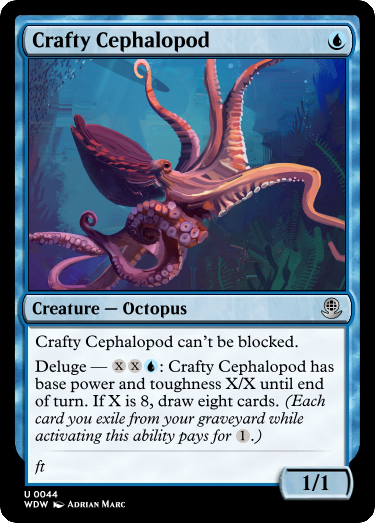 Crafty Cephalopod
Creature — Octopus
Crafty Cephalopod can't be blocked.
Deluge — XX: Crafty Cephalopod has
base power and toughness X/X until end
of turn. If X is 8, draw eight cards. (Each
card you exile from your graveyard while
activating this ability pays for 1.)
ft
1/1
U 0044
WDW Adrian Marc